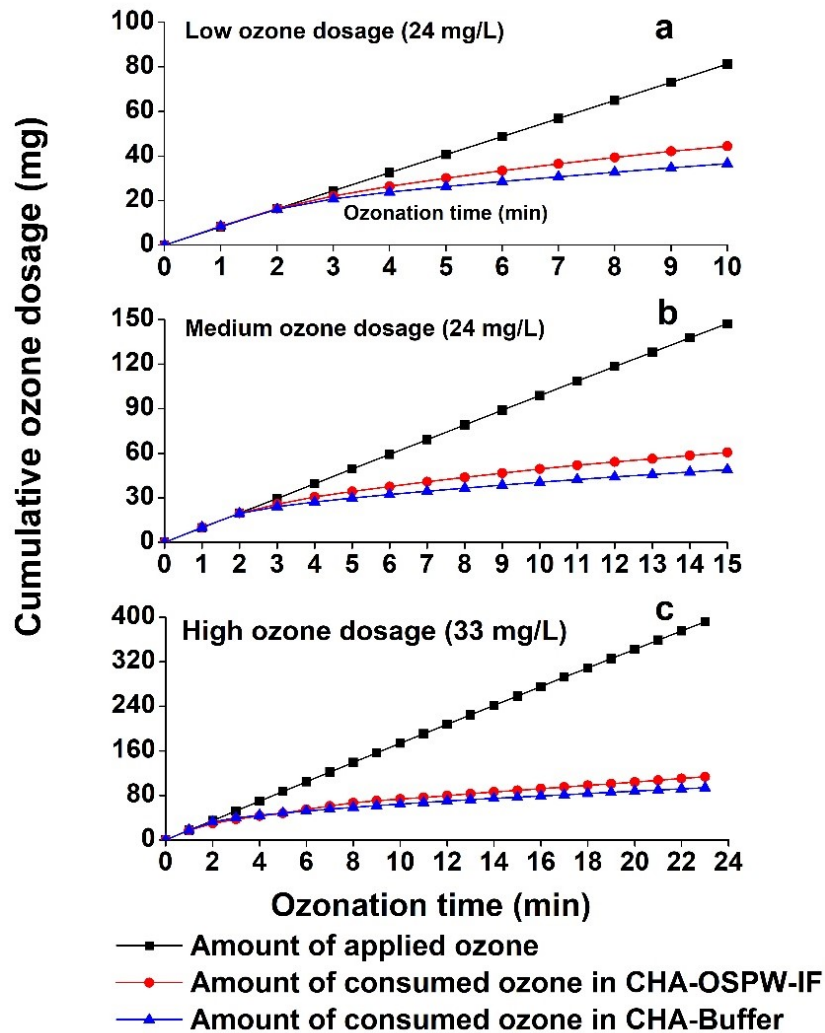 Cumulative ozone dosage (mg)
Low ozone dosage (24 mg/L)
a
100
80
60
40
20
0
Ozonation time (min)
0 1 2 3 4 5 6 7 8 9 10
Medium ozone dosage (24 mg/L)
b
150
120
90
60
30
0
0 1 2 3 4 5 6 7 8 9 10 11 12 13 14 15
High ozone dosage (33 mg/L)
c
400
320
240
160
80
0
0 2 4 6 8 10 12 14 16 18 20 22 24
Ozonation time (min)
Amount of applied ozone
Amount of consumed ozone in CHA-OSPW-IF
Amount of consumed ozone in CHA-Buffer